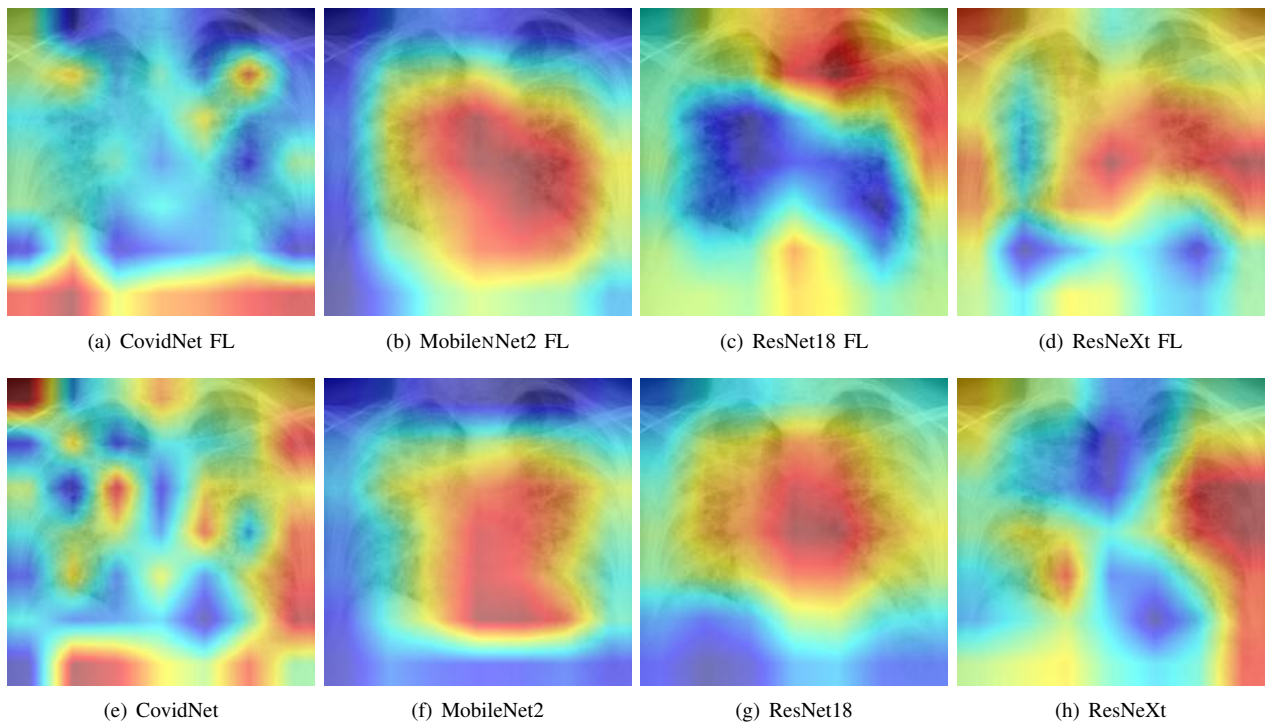 (a) CovidNet FL
(b) MobileNNet2 FL
(c) ResNet18 FL
(d) ResNeXt FL
(e) CovidNet
(f) MobileNet2
(g) ResNet18
(h) ResNeXt